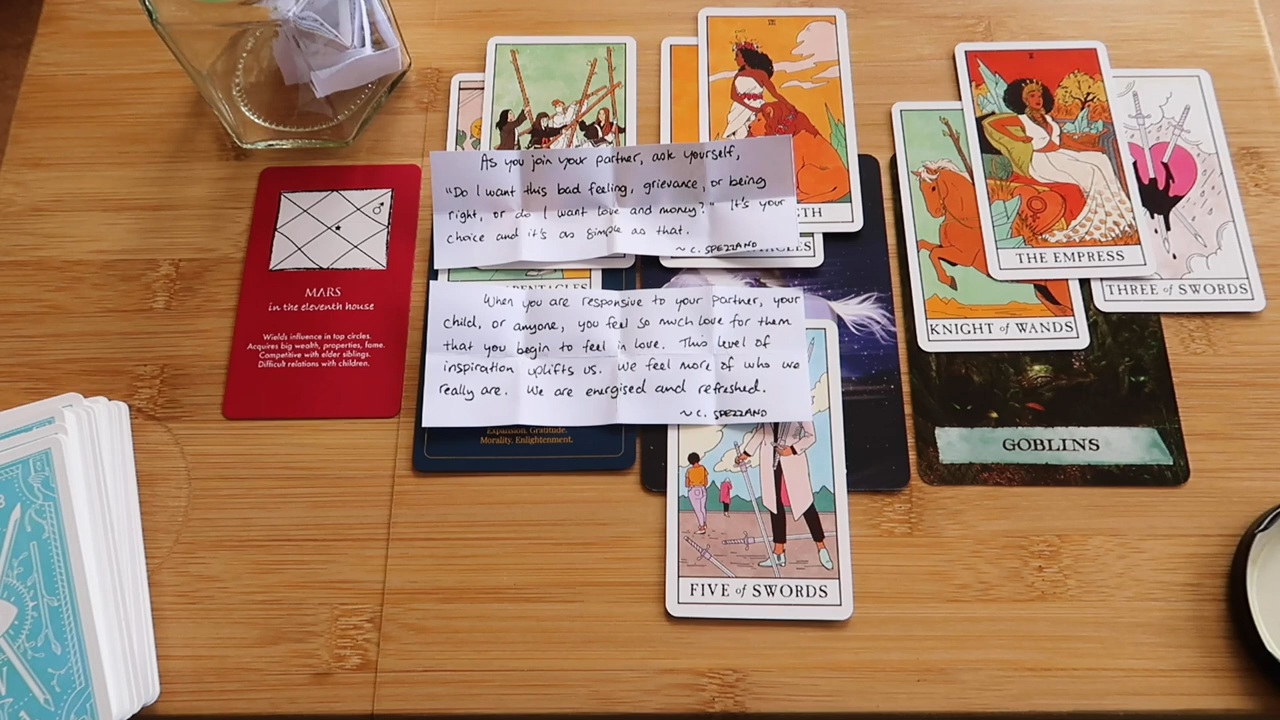 III
As you join your partner, ask yourself,
"Do I want this bad feeling, grievance, or being
right, or do I want love and money?" It's your
choice and it's as simple as that.
~ C. SPEZZANO
GTH
ACLES
PENTACLES
When you are responsive to your partner, your
child, or anyone, you feel so much love for them
that you begin to feel in love. This level of
inspiration uplifts us. We feel more of who we
really are. We are energised and refreshed.
~ C. SPEZZANO
Expansion. Gratitude.
Morality. Enlightenment.
MARS
in the eleventh house
Wields influence in top circles.
Acquires big wealth, properties, fame.
Competitive with elder siblings.
Difficult relations with children.
THE EMPRESS
THREE of SWORDS
KNIGHT of WANDS
GOBLINS
FIVE of SWORDS